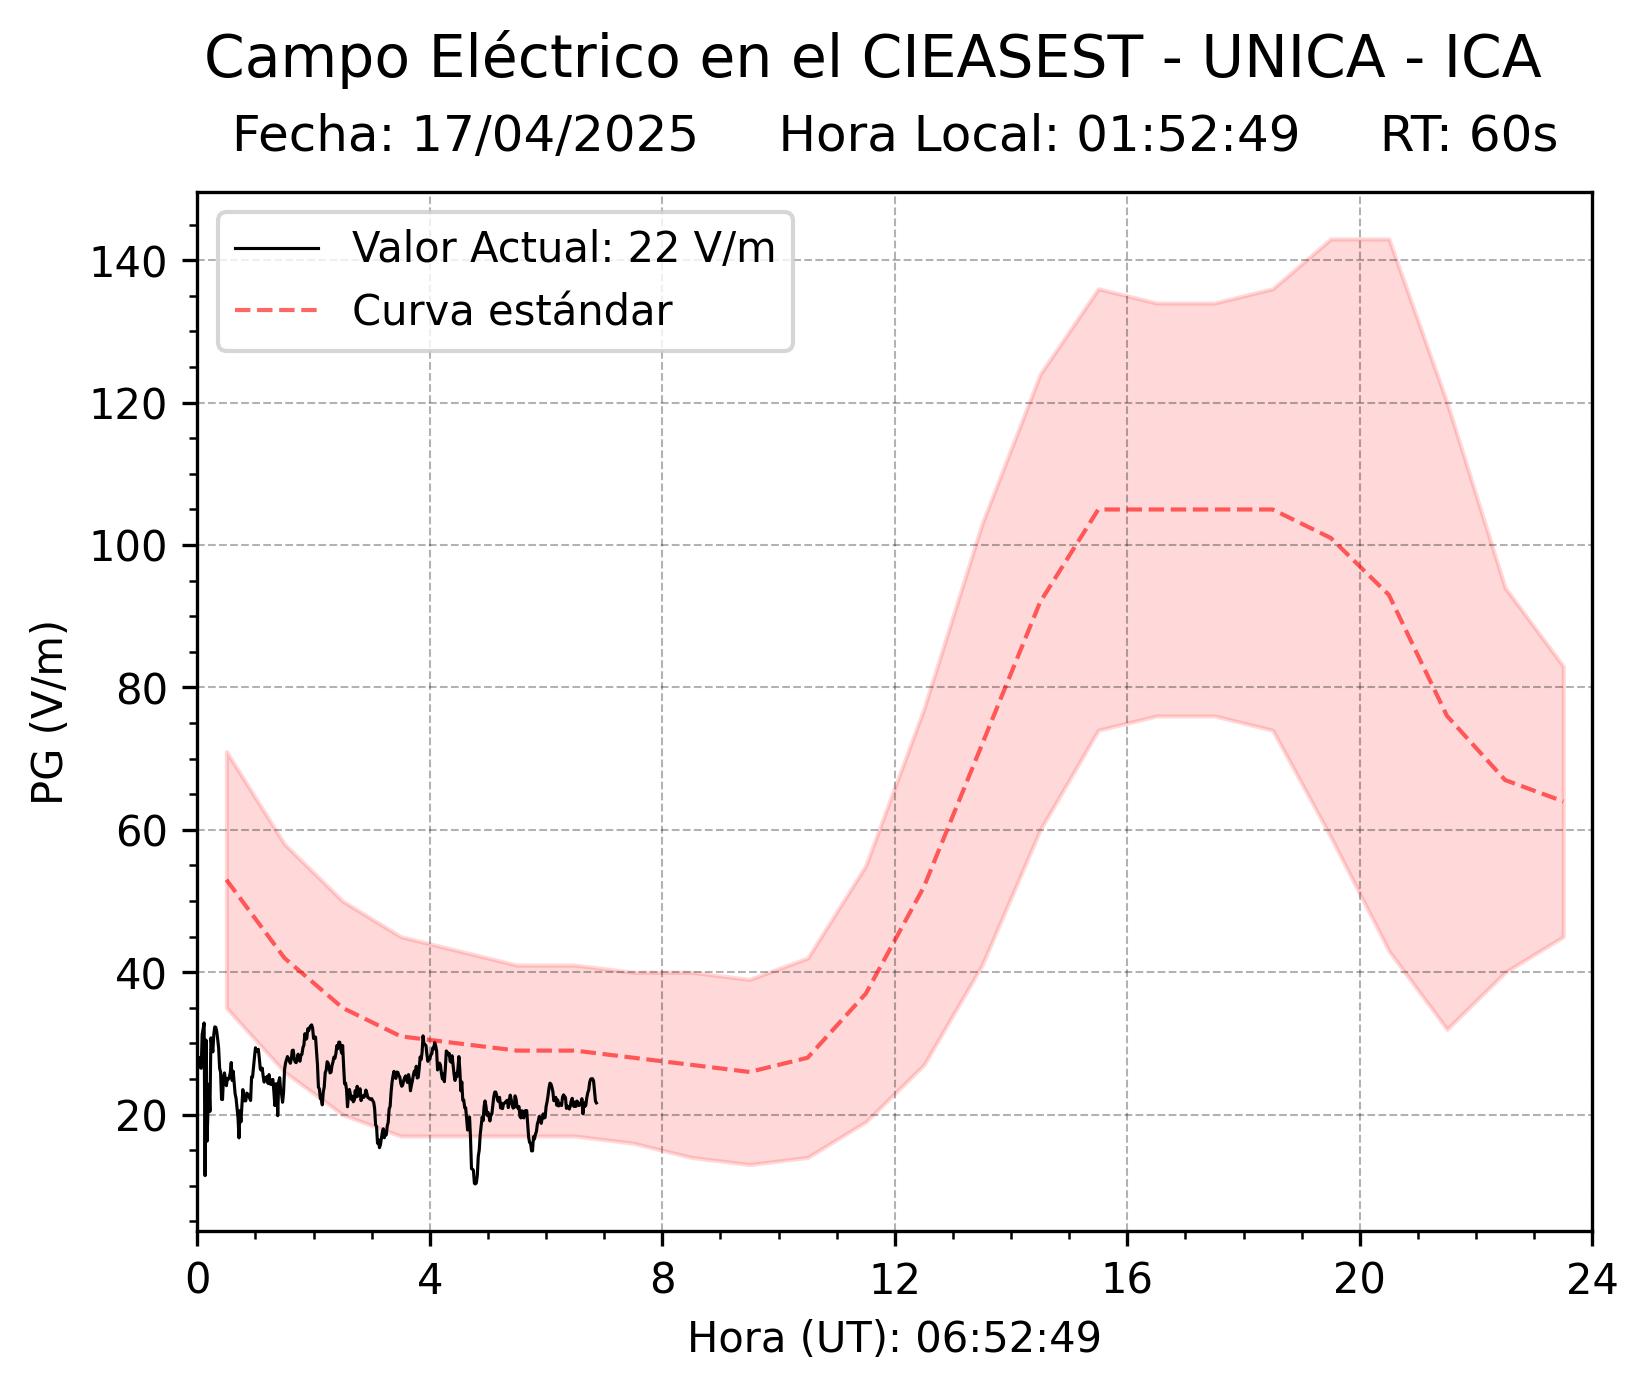 Campo Eléctrico en el CIEASEST - UNICA - ICA
Fecha: 17/04/2025 Hora Local: 01:52:49 RT: 60s
Valor Actual: 22 V/m
Curva estándar
140
120
100
80
60
40
20
PG (V/m)
0 4 8 12 16 20 24
Hora (UT): 06:52:49